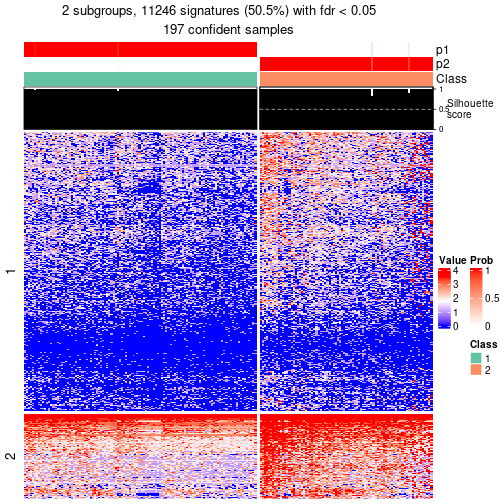 2 subgroups, 11246 signatures (50.5%) with fdr < 0.05
197 confident samples
p1
p2
Class
1
0.5
0
Silhouette
score
1
2
Value
4
3
2
1
0
Prob
1
0.5
0
Class
1
2